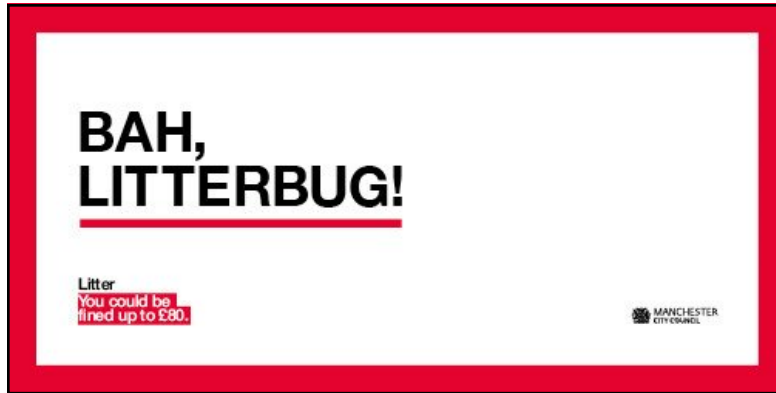 BAH,
LITTERBUG!
Litter
You could be
fined up to £80.
MANCHESTER
CITY COUNCIL